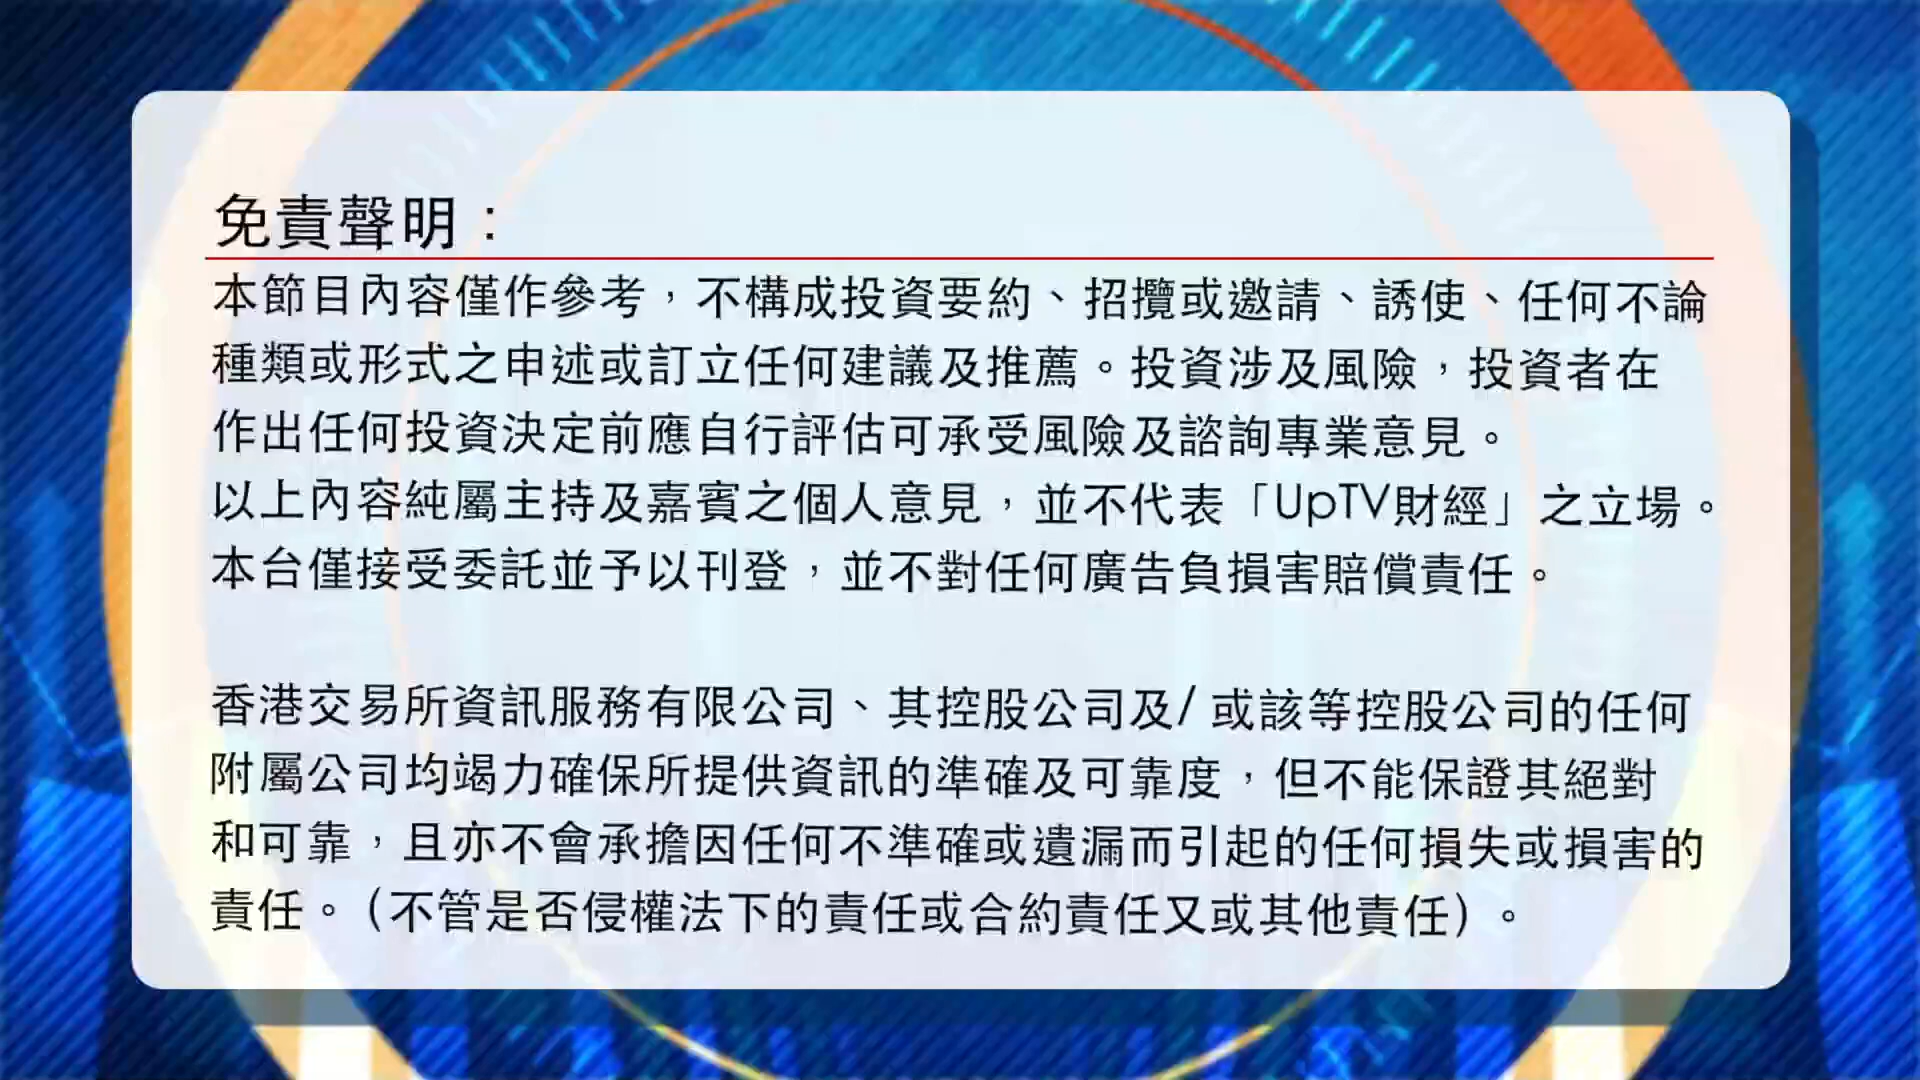 免責聲明：
本節目內容僅作參考，不構成投資要約、招攬或邀請、誘使、任何不論
種類或形式之申述或訂立任何建議及推薦。投資涉及風險，投資者在
作出任何投資決定前應自行評估可承受風險及諮詢專業意見。
以上內容純屬主持及嘉賓之個人意見，並不代表「UpTV財經」之立場。
本台僅接受委託並予以刊登，並不對任何廣告負損害賠償責任。
香港交易所資訊服務有限公司、其控股公司及/ 或該等控股公司的任何
附屬公司均竭力確保所提供資訊的準確及可靠度，但不能保證其絕對
和可靠，且亦不會承擔因任何不準確或遺漏而引起的任何損失或損害的
責任。（不管是否侵權法下的責任或合約責任又或其他責任）。